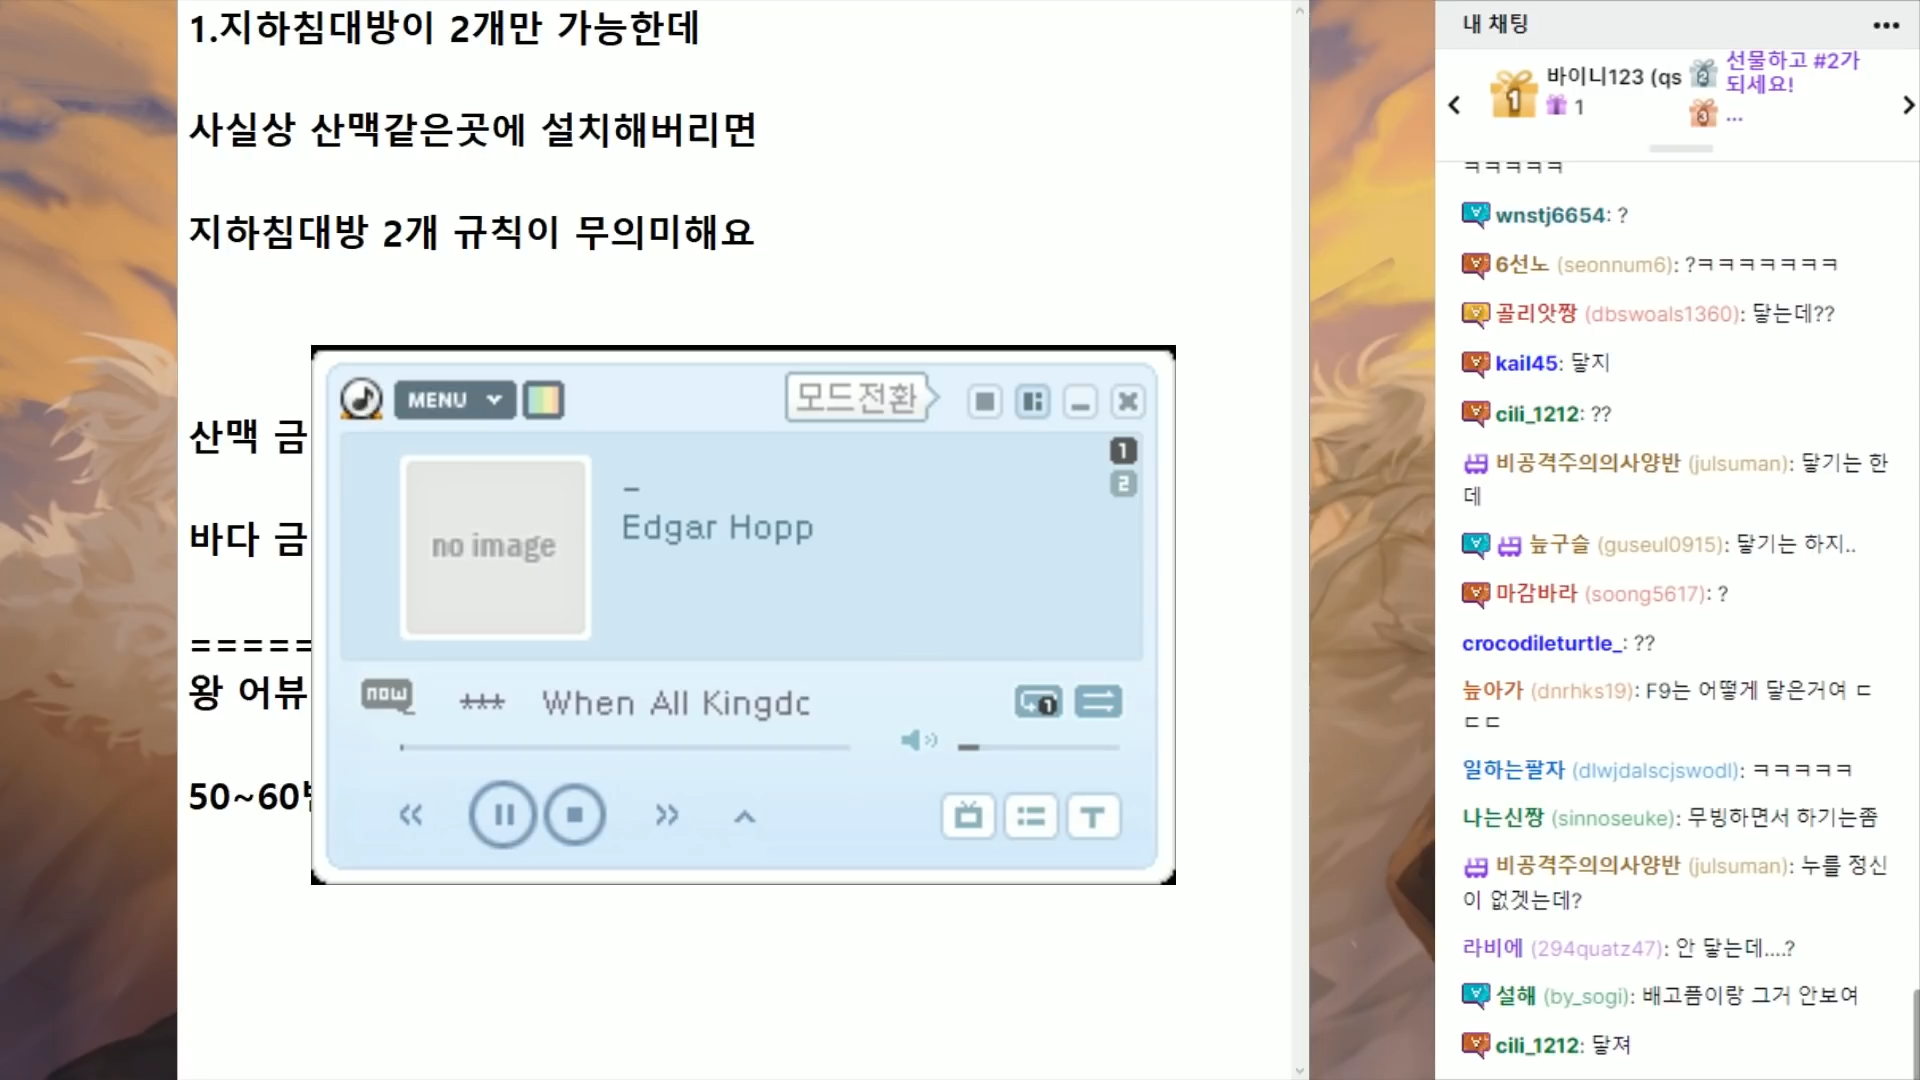 1.지하침대방이 2개만 가능한데
사실상 산맥같은곳에 설치해버리면
지하침대방 2개 규칙이 무의미해요
산맥 금
바다 금
=====
왕 어뷰
50~60
MENU
모드전환
1
2
no image
–
Edgar Hopp
now
+++ When All Kingdc
1
내 채팅
1
바이니123 (qs
1
2
선물하고 #2가
되세요!
3
...
ㅋㅋㅋㅋㅋ
wnstj6654: ?
6선노 (seonnum6): ?ㅋㅋㅋㅋㅋㅋㅋ
골리앗짱 (dbswoals1360): 닿는데??
kail45: 닿지
cili_1212: ??
비공격주의의사양반 (julsuman): 닿기는 한
데
늪구슬 (guseul0915): 닿기는 하지..
마감바라 (soong5617): ?
crocodileturtle_: ??
늪아가 (dnrhks19): F9는 어떻게 닿은거여 ㄷ
ㄷㄷ
일하는팔자 (dlwjdalscjswodl): ㅋㅋㅋㅋㅋ
나는신짱 (sinnoseuke): 무빙하면서 하기는좀
비공격주의의사양반 (julsuman): 누를 정신
이 없겟는데?
라비에 (294quatz47): 안 닿는데....?
설해 (by_sogi): 배고픔이랑 그거 안보여
cili_1212: 닿져